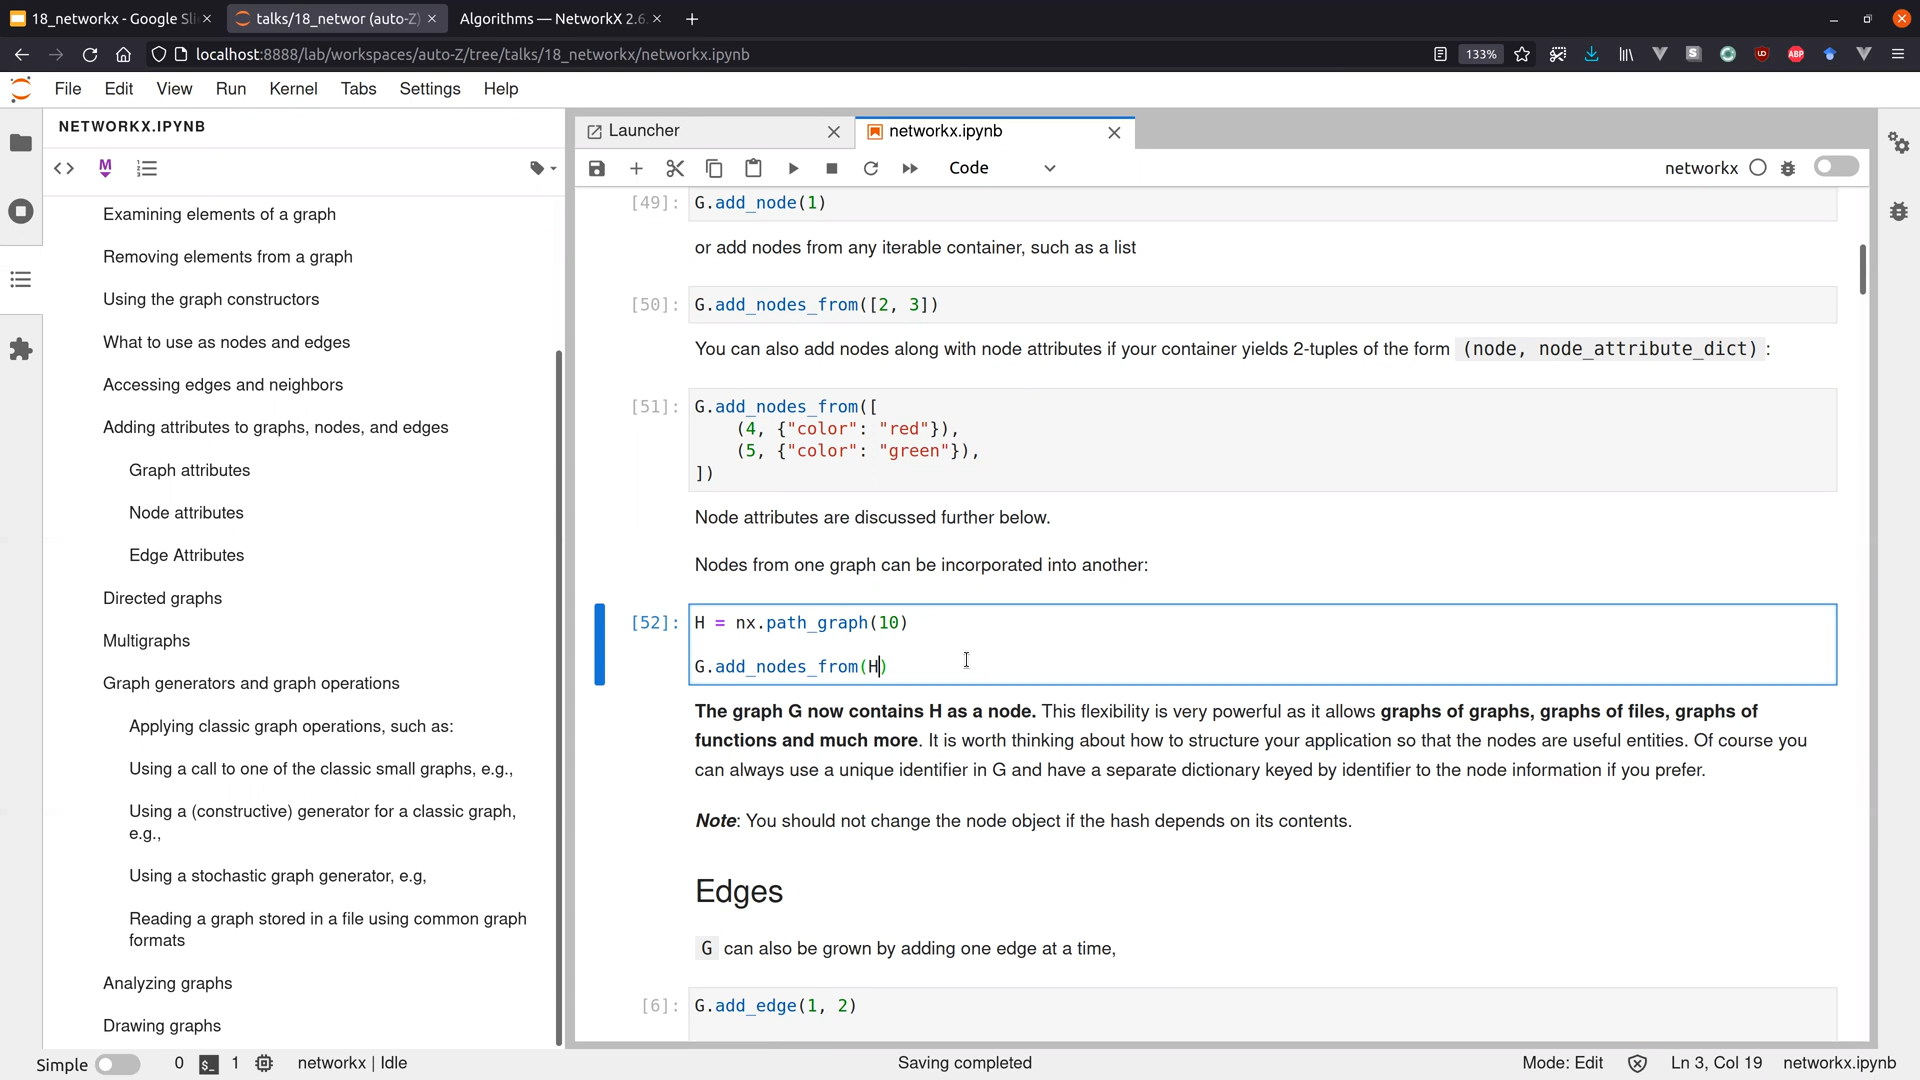 18_networkx - Google Sli
talks/18_networ (auto-Z)
Algorithms — NetworkX 2.6.
localhost:8888/lab/workspaces/auto-Z/tree/talks/18_networkx/networkx.ipynb
133%
File Edit View Run Kernel Tabs Settings Help
NETWORKX.IPYNB
Launcher
networkx.ipynb
Code
networkx
Examining elements of a graph
Removing elements from a graph
Using the graph constructors
What to use as nodes and edges
Accessing edges and neighbors
Adding attributes to graphs, nodes, and edges
Graph attributes
Node attributes
Edge Attributes
Directed graphs
Multigraphs
Graph generators and graph operations
Applying classic graph operations, such as:
Using a call to one of the classic small graphs, e.g.,
Using a (constructive) generator for a classic graph,
e.g.,
Using a stochastic graph generator, e.g,
Reading a graph stored in a file using common graph
formats
Analyzing graphs
Drawing graphs
[49]: G.add_node(1)
or add nodes from any iterable container, such as a list
[50]: G.add_nodes_from([2, 3])
You can also add nodes along with node attributes if your container yields 2-tuples of the form (node, node_attribute_dict) :
[51]: G.add_nodes_from([
(4, {"color": "red"}),
(5, {"color": "green"}),
])
Node attributes are discussed further below.
Nodes from one graph can be incorporated into another:
[52]: H = nx.path_graph(10)
G.add_nodes_from(H)
The graph G now contains H as a node. This flexibility is very powerful as it allows graphs of graphs, graphs of files, graphs of
functions and much more. It is worth thinking about how to structure your application so that the nodes are useful entities. Of course you
can always use a unique identifier in G and have a separate dictionary keyed by identifier to the node information if you prefer.
Note: You should not change the node object if the hash depends on its contents.
Edges
G can also be grown by adding one edge at a time,
[6]: G.add_edge(1, 2)
Simple 0 1 networkx | Idle Saving completed Mode: Edit Ln 3, Col 19 networkx.ipynb